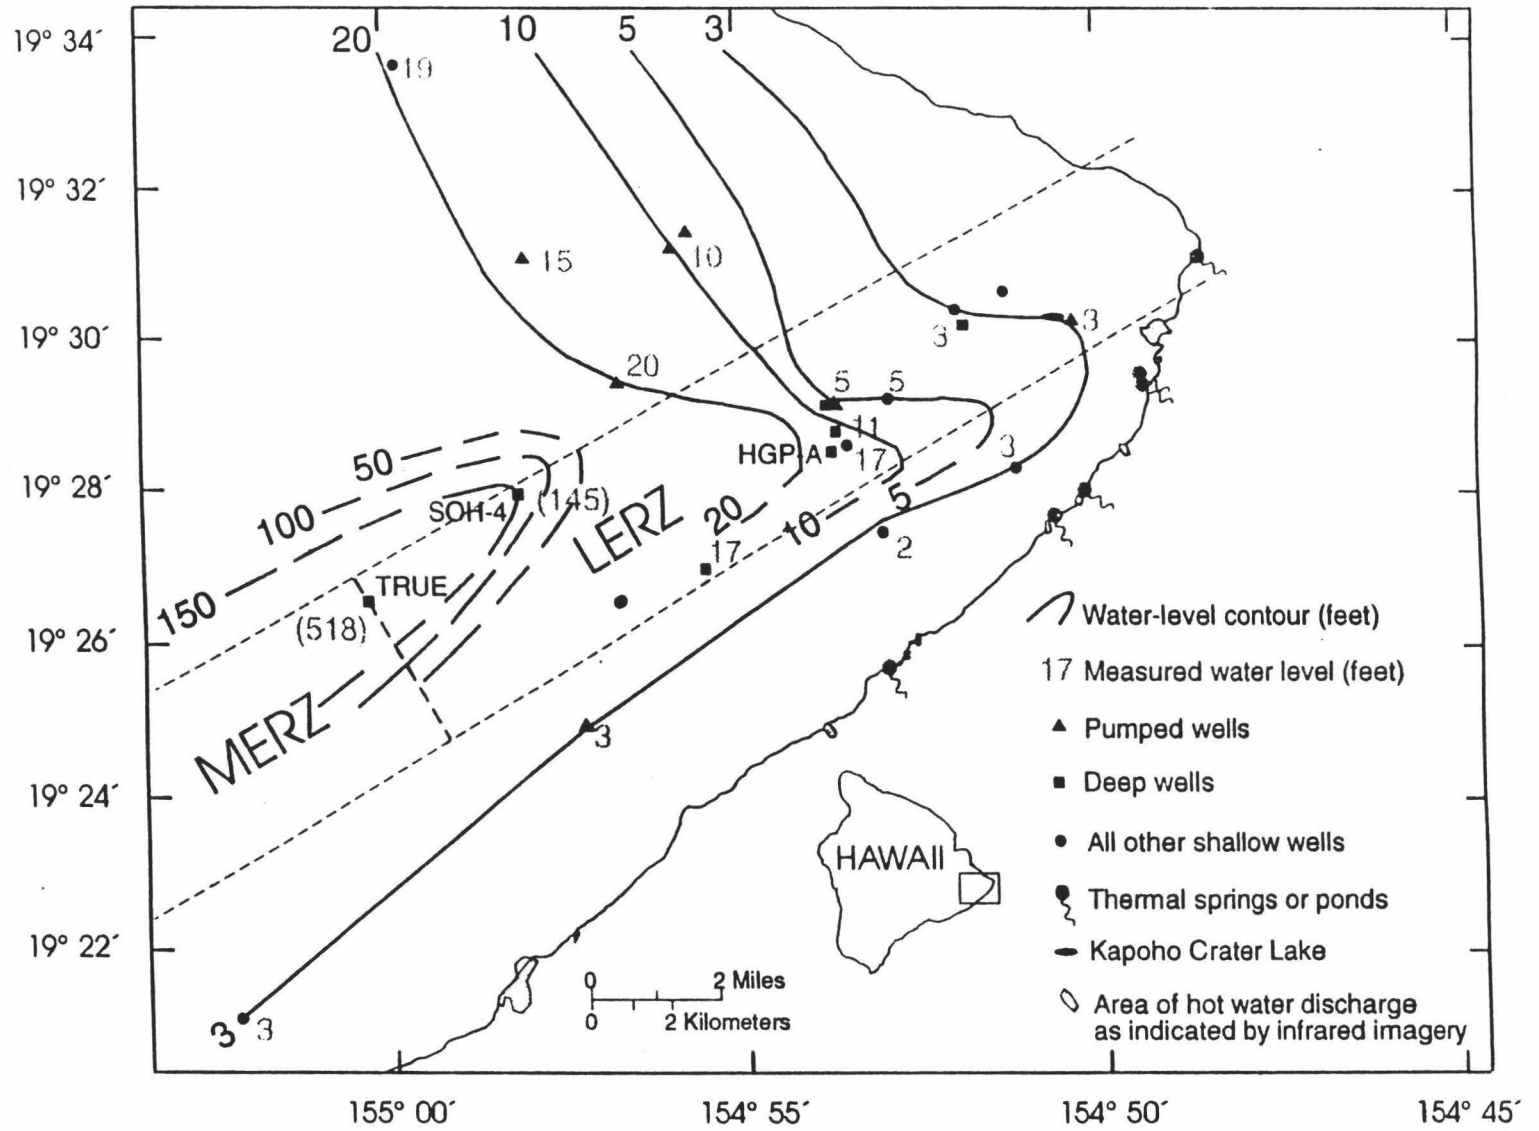 20
10
5
3
19° 34´
19
19° 32´
15
10
3
3
19° 30´
20
5
5
11
HGP-A
17
3
50
19° 28´
SOH-4
(145)
100
LERZ
20
10
5
2
17
150
TRUE
(518)
19° 26´
MERZ
3
19° 24´
19° 22´
3
3
Water-level contour (feet)
17 Measured water level (feet)
Pumped wells
Deep wells
All other shallow wells
Thermal springs or ponds
Kapoho Crater Lake
Area of hot water discharge
as indicated by infrared imagery
HAWAII
0 2 Miles
0 2 Kilometers
155° 00´
154° 55´
154° 50´
154° 45´